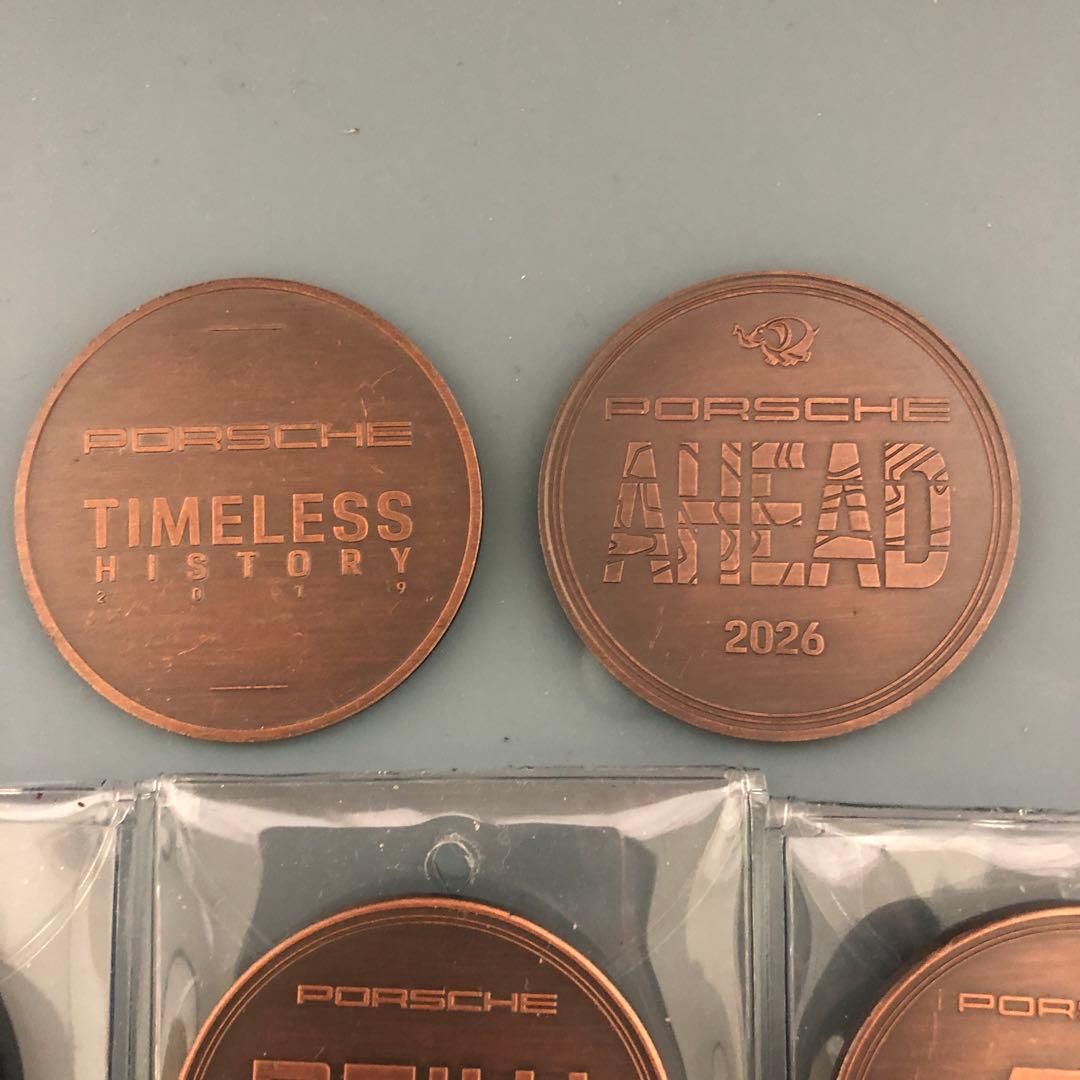 PORSCHE
TIMELESS
HISTORY
2019
PORSCHE
AHEAD
2026
PORSCHE